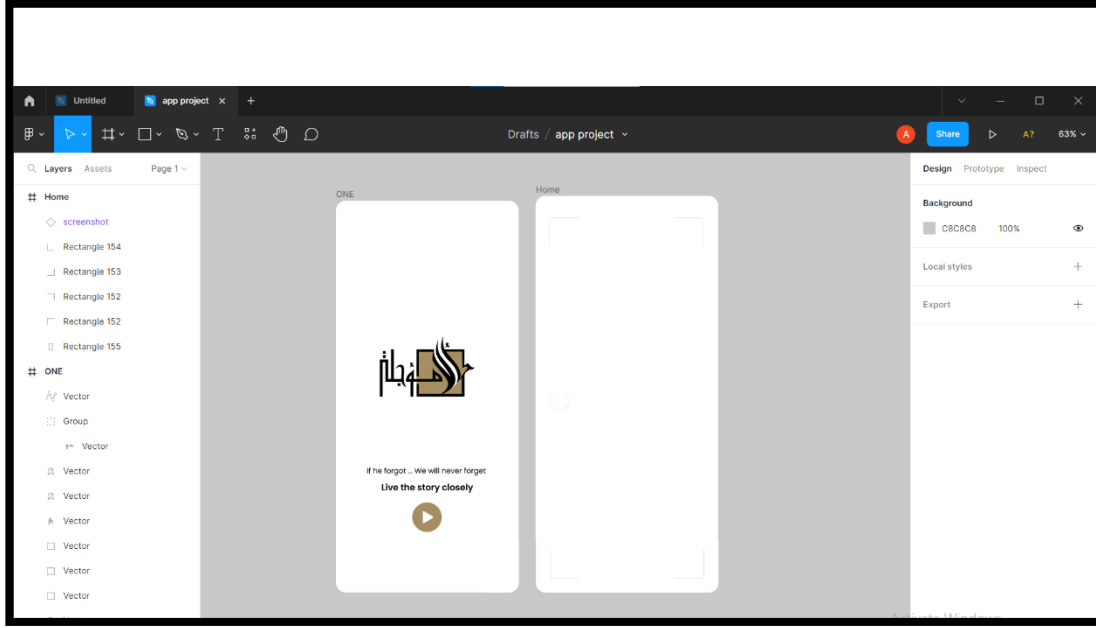 Untitled
app project
Drafts / app project
A
Share
A?
63%
Layers Assets Page 1
Home
screenshot
Rectangle 154
Rectangle 153
Rectangle 152
Rectangle 152
Rectangle 155
ONE
Vector
Group
Vector
Vector
Vector
Vector
Vector
Vector
Vector
ONE
If he forgot ... We will never forget
Live the story closely
Home
Design Prototype Inspect
Background
C8C8C8 100%
Local styles
Export